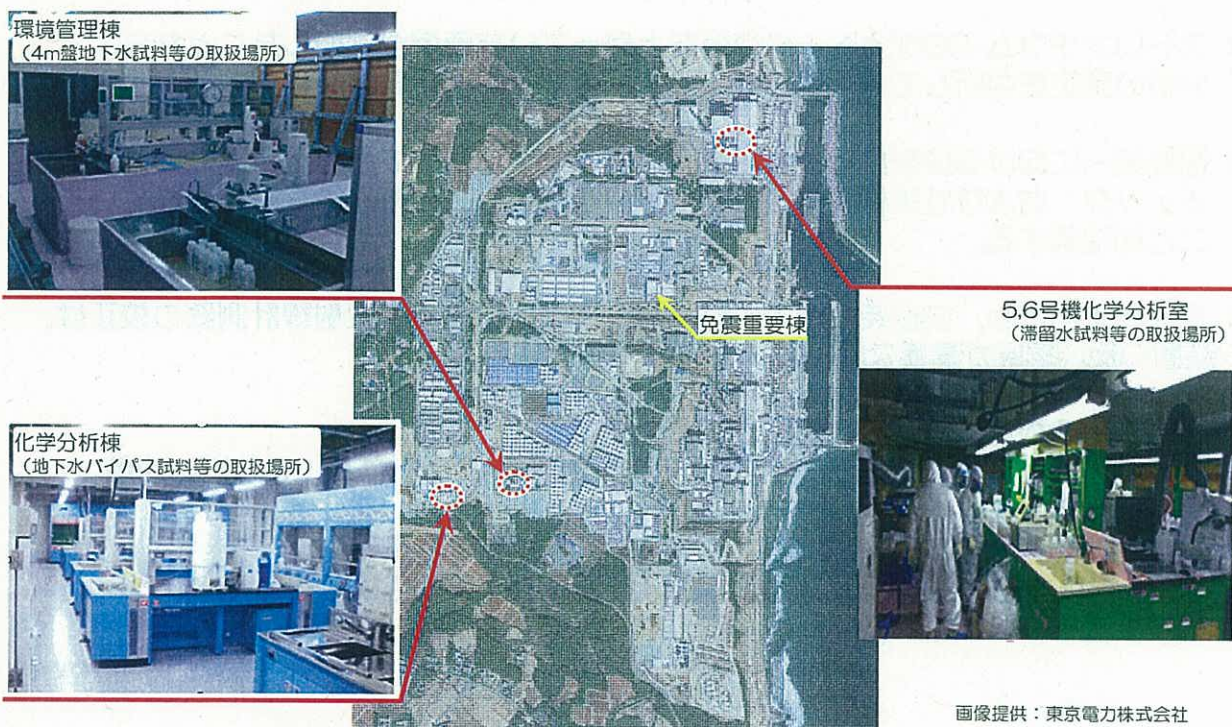 環境管理棟
（4m盤地下水試料等の取扱場所）
免震重要棟
5,6号機化学分析室
（滞留水試料等の取扱場所）
化学分析棟
（地下水バイパス試料等の取扱場所）
画像提供：東京電力株式会社